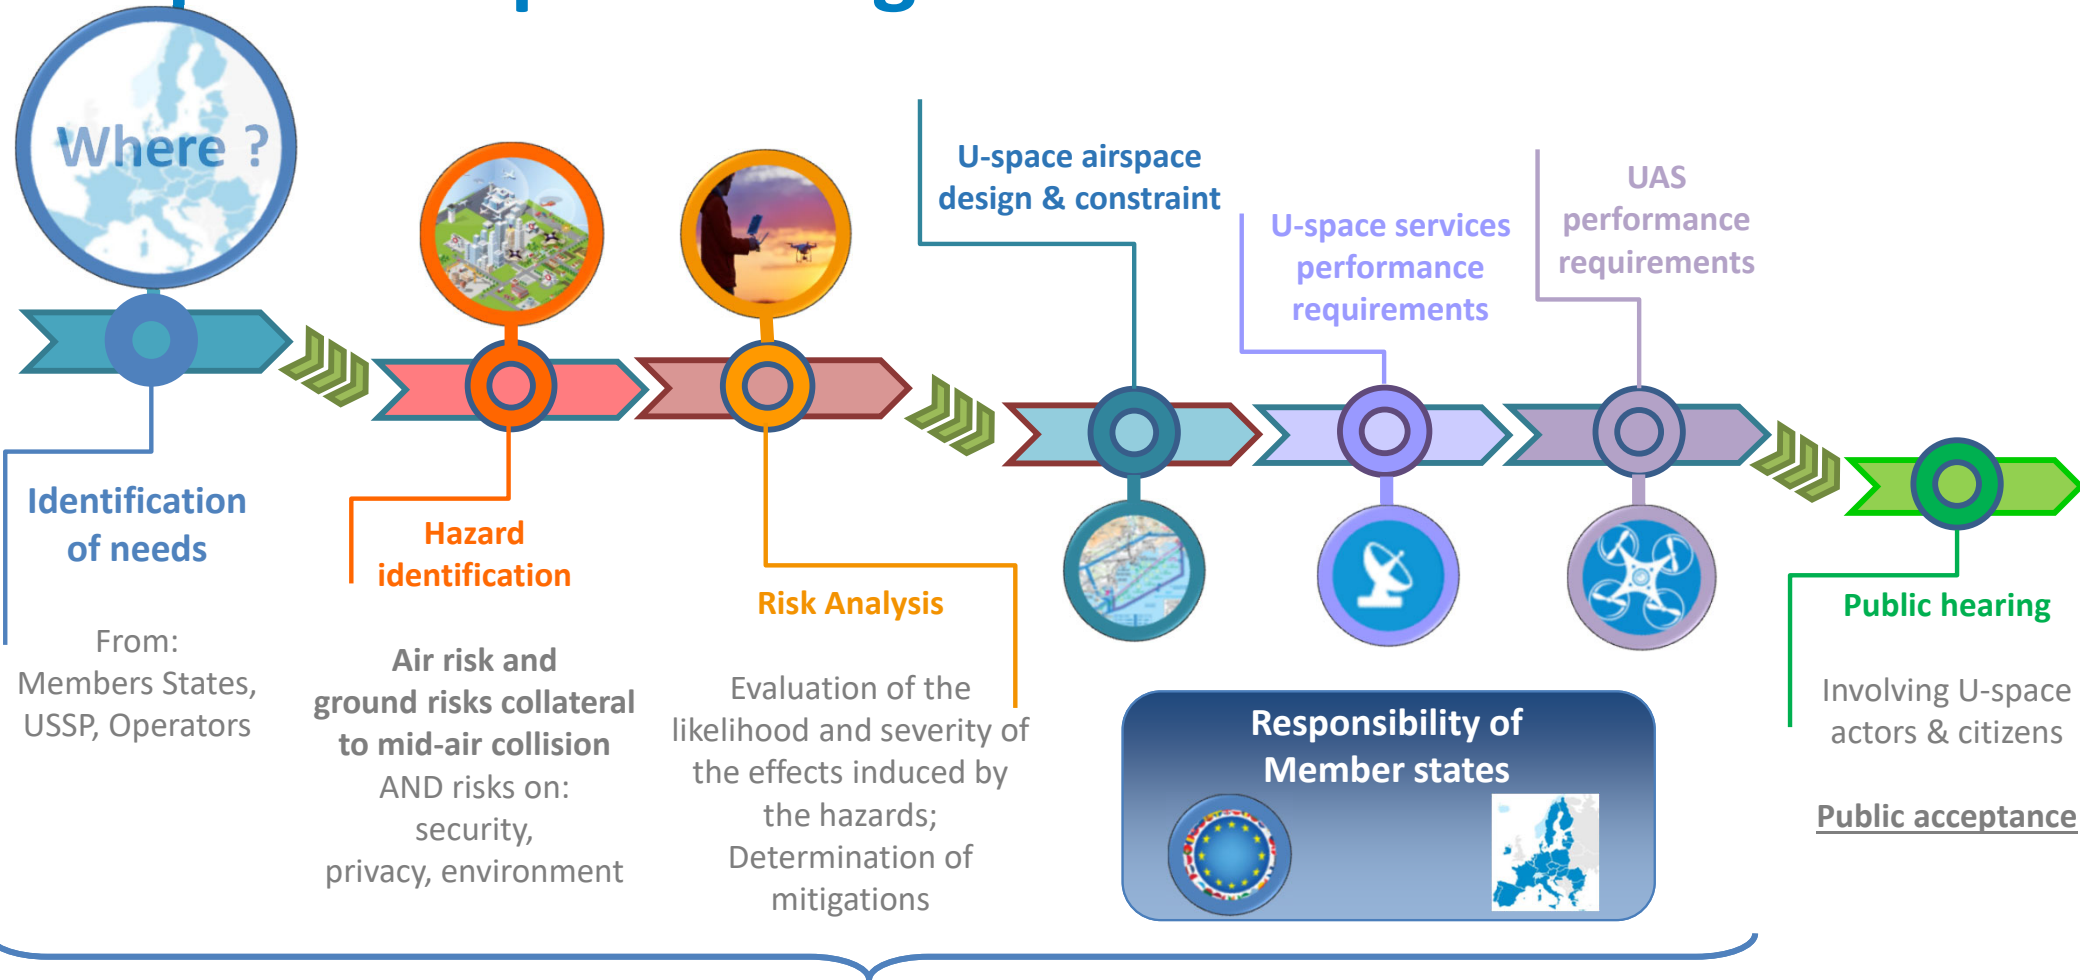 Where ?
Identification
of needs
From:
Members States,
USSP, Operators
Hazard
identification
Air risk and
ground risks collateral
to mid-air collision
AND risks on:
security,
privacy, environment
Risk Analysis
Evaluation of the
likelihood and severity of
the effects induced by
the hazards;
Determination of
mitigations
U-space airspace
design & constraint
U-space services
performance
requirements
UAS
performance
requirements
Responsibility of
Member states
Public hearing
Involving U-space
actors & citizens
Public acceptance